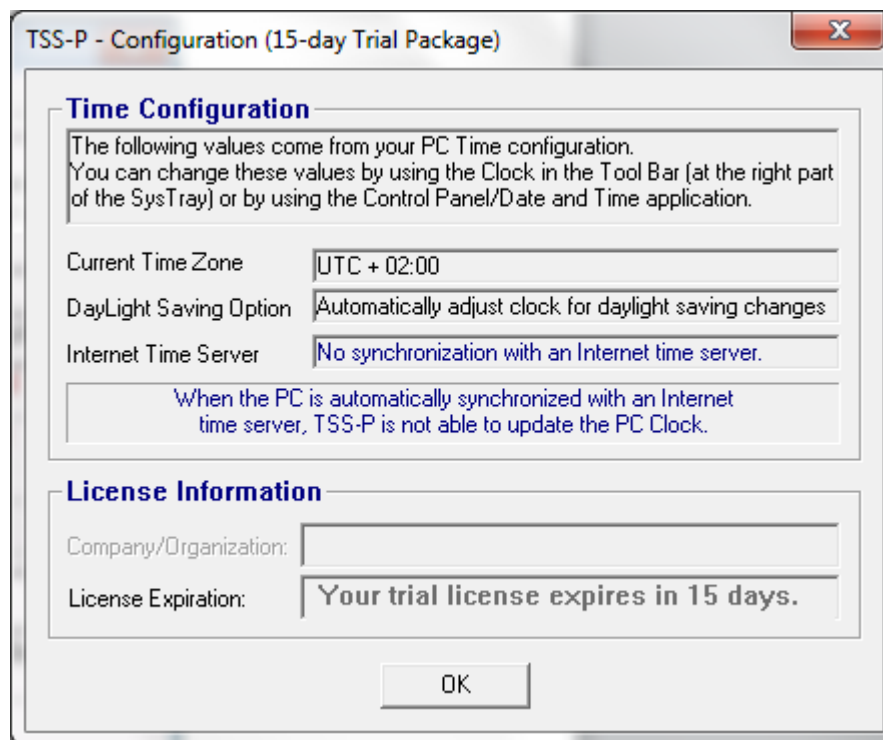 TSS-P - Configuration (15-day Trial Package)
Time Configuration
The following values come from your PC Time configuration.
You can change these values by using the Clock in the Tool Bar (at the right part
of the SysTray) or by using the Control Panel/Date and Time application.
Current Time Zone UTC + 02:00
DayLight Saving Option Automatically adjust clock for daylight saving changes
Internet Time Server No synchronization with an Internet time server.
When the PC is automatically synchronized with an Internet
time server, TSS-P is not able to update the PC Clock.
License Information
Company/Organization:
License Expiration: Your trial license expires in 15 days.
OK